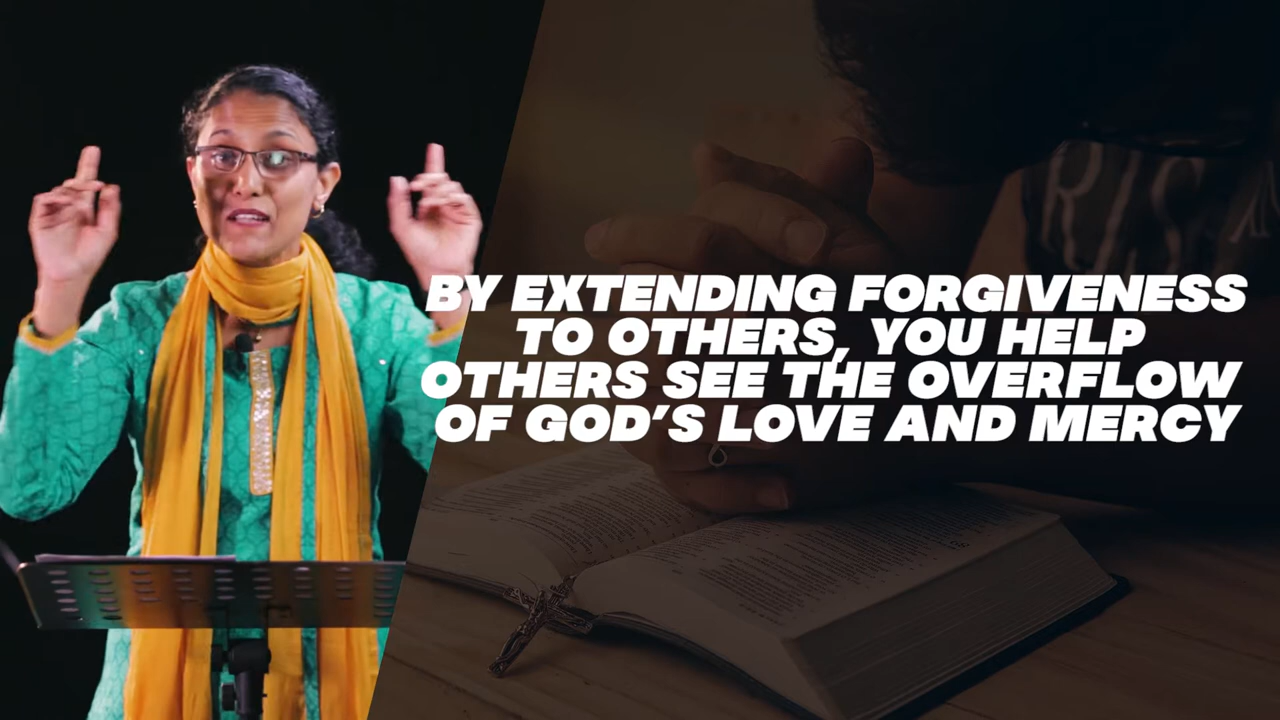 BY EXTENDING FORGIVENESS
TO OTHERS, YOU HELP
OTHERS SEE THE OVERFLOW
OF GOD'S LOVE AND MERCY